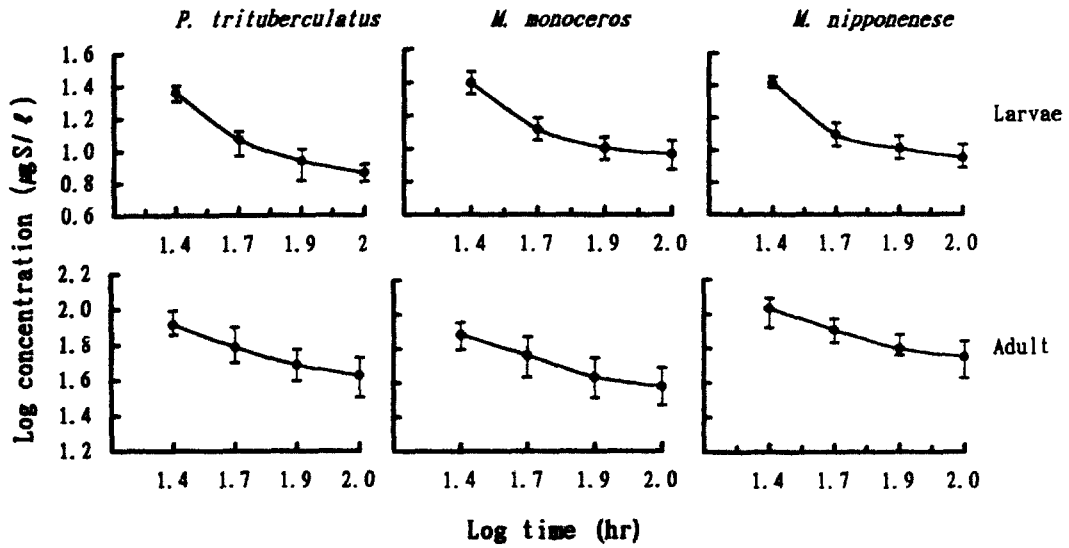 P. trituberculatus M. monoceros M. nipponenese
1.6
1.4
1.2
1.0
0.8
0.6
Larvae
1.4 1.7 1.9 2
1.4 1.7 1.9 2.0
1.4 1.7 1.9 2.0
Log concentration (μgS/ℓ)
2.2
2.0
1.8
1.6
1.4
1.2
Adult
1.4 1.7 1.9 2.0
1.4 1.7 1.9 2.0
1.4 1.7 1.9 2.0
Log time (hr)